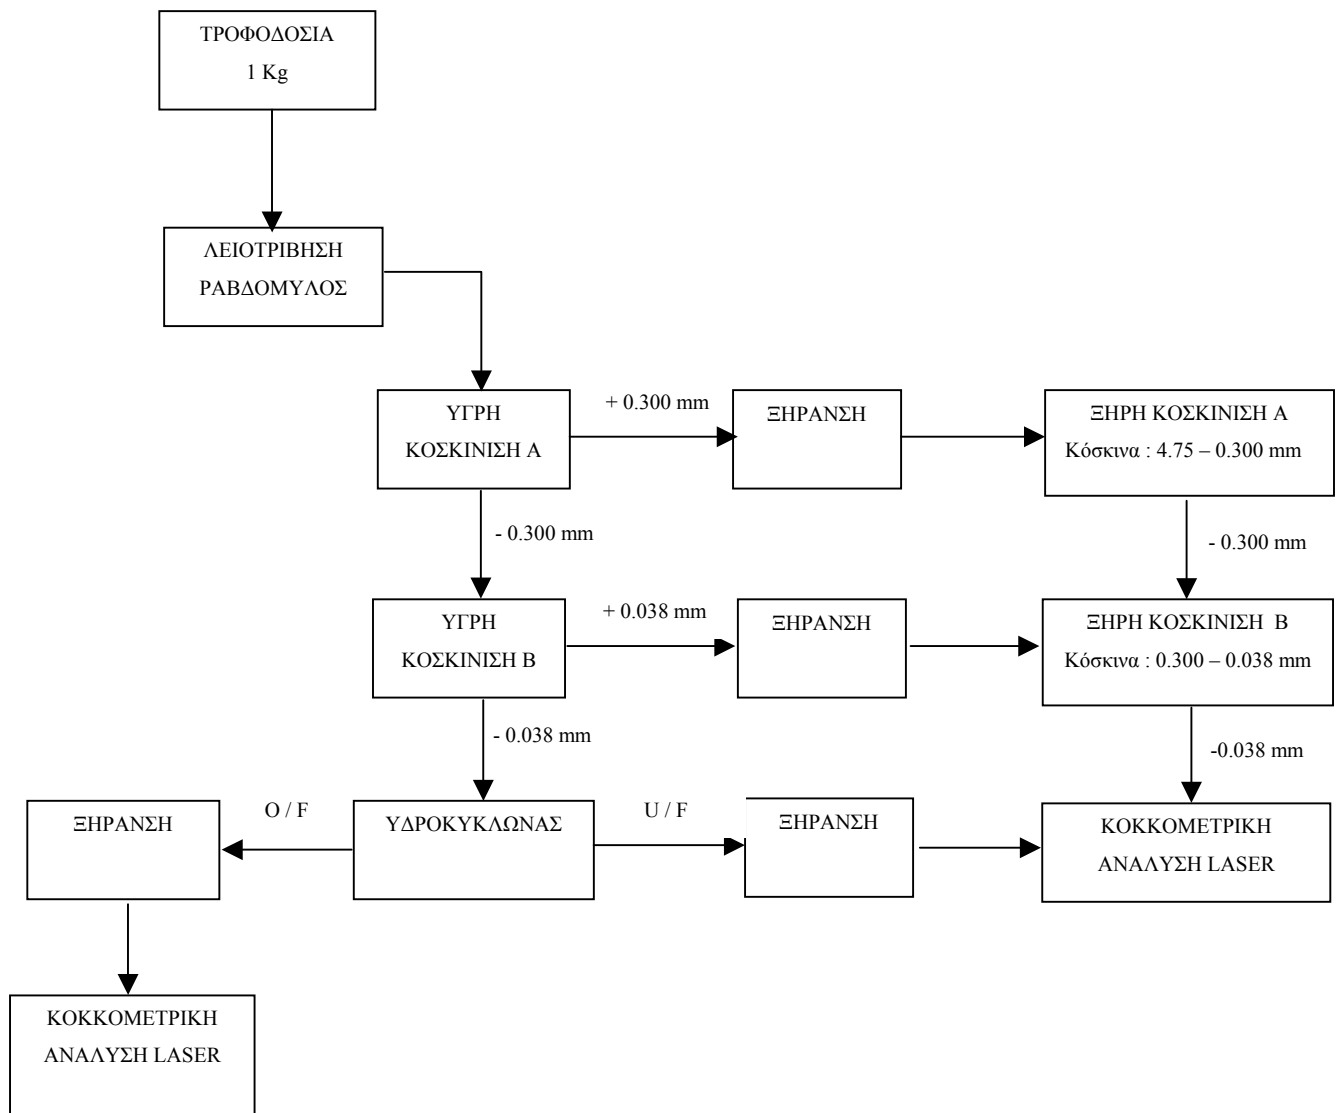 ΤΡΟΦΟΔΟΣΙΑ
1 Kg
ΛΕΙΟΤΡΙΒΗΣΗ
ΡΑΒΔΟΜΥΛΟΣ
ΥΓΡΗ
ΚΟΣΚΙΝΙΣΗ Α
+ 0.300 mm
ΞΗΡΑΝΣΗ
ΞΗΡΗ ΚΟΣΚΙΝΙΣΗ Α
Κόσκινα : 4.75 – 0.300 mm
- 0.300 mm
- 0.300 mm
ΥΓΡΗ
ΚΟΣΚΙΝΙΣΗ Β
+ 0.038 mm
ΞΗΡΑΝΣΗ
ΞΗΡΗ ΚΟΣΚΙΝΙΣΗ  Β
Κόσκινα : 0.300 – 0.038 mm
- 0.038 mm
-0.038 mm
ΞΗΡΑΝΣΗ
O / F
ΥΔΡΟΚΥΚΛΩΝΑΣ
U / F
ΞΗΡΑΝΣΗ
ΚΟΚΚΟΜΕΤΡΙΚΗ
ΑΝΑΛΥΣΗ LASER
ΚΟΚΚΟΜΕΤΡΙΚΗ
ΑΝΑΛΥΣΗ LASER